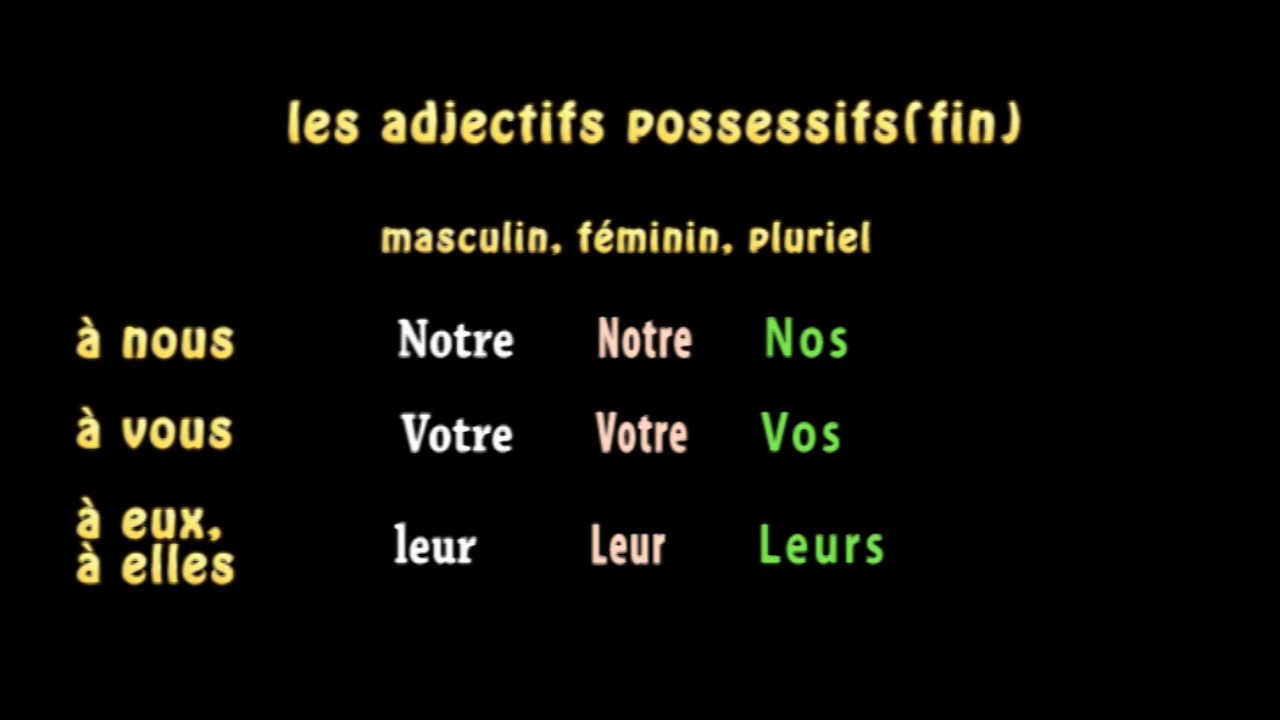 les adjectifs possessifs(fin)
masculin, féminin, pluriel
à nous Notre Notre Nos
à vous Votre Votre Vos
à eux,
à elles leur Leur Leurs